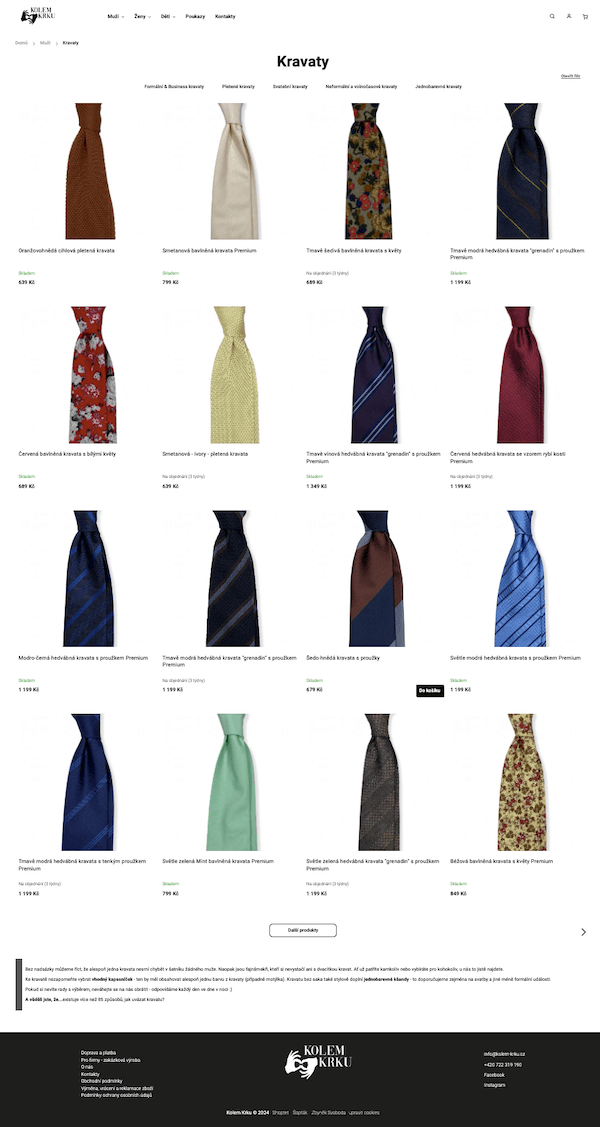 KOLEM
KRKU
Muži
Ženy
Děti
Poukazy
Kontakty
Domů > Muži > Kravaty
Kravaty
Otevřít filtr
Formální & Business kravaty
Pletené kravaty
Svatební kravaty
Neformální a volnočasové kravaty
Jednobarevné kravaty
Oranžovohnědá cihlová pletená kravata
Skladem
639 Kč
Smetanová bavlněná kravata Premium
Skladem
799 Kč
Tmavě šedivá bavlněná kravata s květy
Na objednání (3 týdny)
689 Kč
Tmavě modrá hedvábná kravata "grenadin" s proužkem
Premium
Skladem
1 199 Kč
Červená bavlněná kravata s bílými květy
Skladem
689 Kč
Smetanová - ivory - pletená kravata
Na objednání (3 týdny)
639 Kč
Tmavě vínová hedvábná kravata "grenadin" s proužkem
Premium
Skladem
1 349 Kč
Červená hedvábná kravata se vzorem rybí kosti
Premium
Na objednání (3 týdny)
1 199 Kč
Modro-černá hedvábná kravata s proužkem Premium
Skladem
1 199 Kč
Tmavě modrá hedvábná kravata "grenadin" s proužkem
Premium
Na objednání (3 týdny)
1 199 Kč
Šedo-hnědá kravata s proužky
Skladem
679 Kč
Do košíku
Světle modrá hedvábná kravata s proužkem Premium
Skladem
1 199 Kč
Tmavě modrá hedvábná kravata s tenkým proužkem
Premium
Na objednání (3 týdny)
1 199 Kč
Světle zelená Mint bavlněná kravata Premium
Skladem
799 Kč
Světle zelená hedvábná kravata "grenadin" s proužkem
Premium
Na objednání (3 týdny)
1 199 Kč
Béžová bavlněná kravata s květy Premium
Skladem
849 Kč
Další produkty
Bez nadsázky můžeme říct, že alespoň jedna kravata nesmí chybět v šatníku žádného muže. Naopak jsou fajnšmekři, kteří si nevystačí ani s dvacítkou kravat. Ať už patříte kamkoliv nebo vybíráte pro kohokoliv, u nás to jistě najdete.
Ke kravatě nezapomeňte vybrat vhodný kapesníček - ten by měl obsahovat alespoň jednu barvu z kravaty (případně motýlka). Kravatu bez saka také stylově doplní jednobarevné kšandy - to doporučujeme zejména na svatby a jiné méně formální události.
Pokud si nevíte rady s výběrem, neváhejte se na nás obrátit - odpovídáme každý den ve dne v noci :)
A věděli jste, že...existuje více než 85 způsobů, jak uvázat kravatu?
Doprava a platba
Pro firmy - zakázková výroba
O nás
Kontakty
Obchodní podmínky
Výměna, vrácení a reklamace zboží
Podmínky ochrany osobních údajů
KOLEM
KRKU
info@kolem-krku.cz
+420 722 319 190
Facebook
Instagram
Kolem Krku © 2024 Shoptet Šapták Zbyněk Svoboda upravit cookies